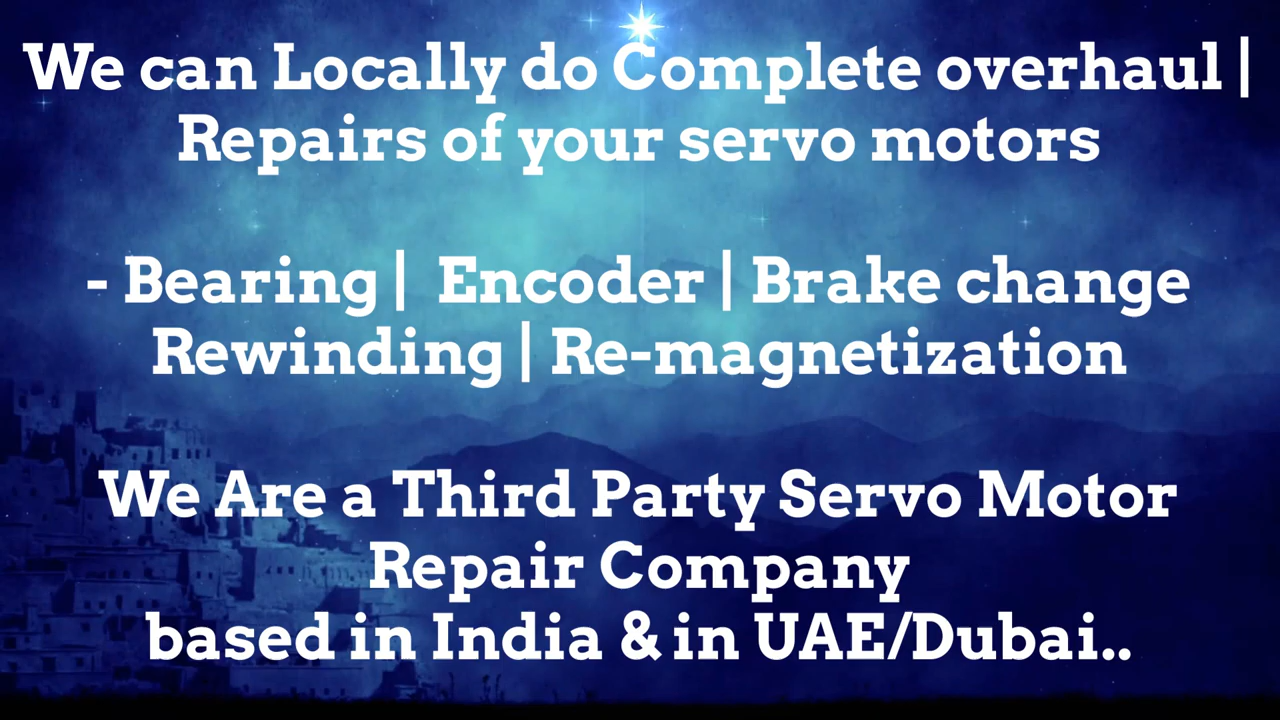 We can Locally do Complete overhaul |
Repairs of your servo motors
- Bearing |  Encoder | Brake change
Rewinding | Re-magnetization
We Are a Third Party Servo Motor
Repair Company
based in India & in UAE/Dubai..